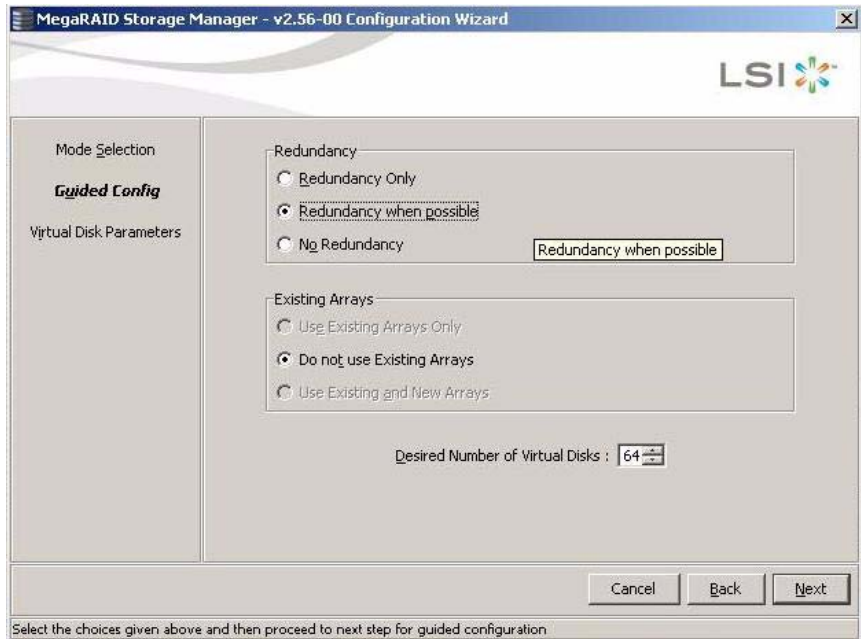 MegaRAID Storage Manager - v2.56-00 Configuration Wizard
LSI
Mode Selection
Guided Config
Virtual Disk Parameters
Redundancy
Redundancy Only
Redundancy when possible
No Redundancy
Redundancy when possible
Existing Arrays
Use Existing Arrays Only
Do not use Existing Arrays
Use Existing and New Arrays
Desired Number of Virtual Disks : 64
Cancel Back Next
Select the choices given above and then proceed to next step for guided configuration